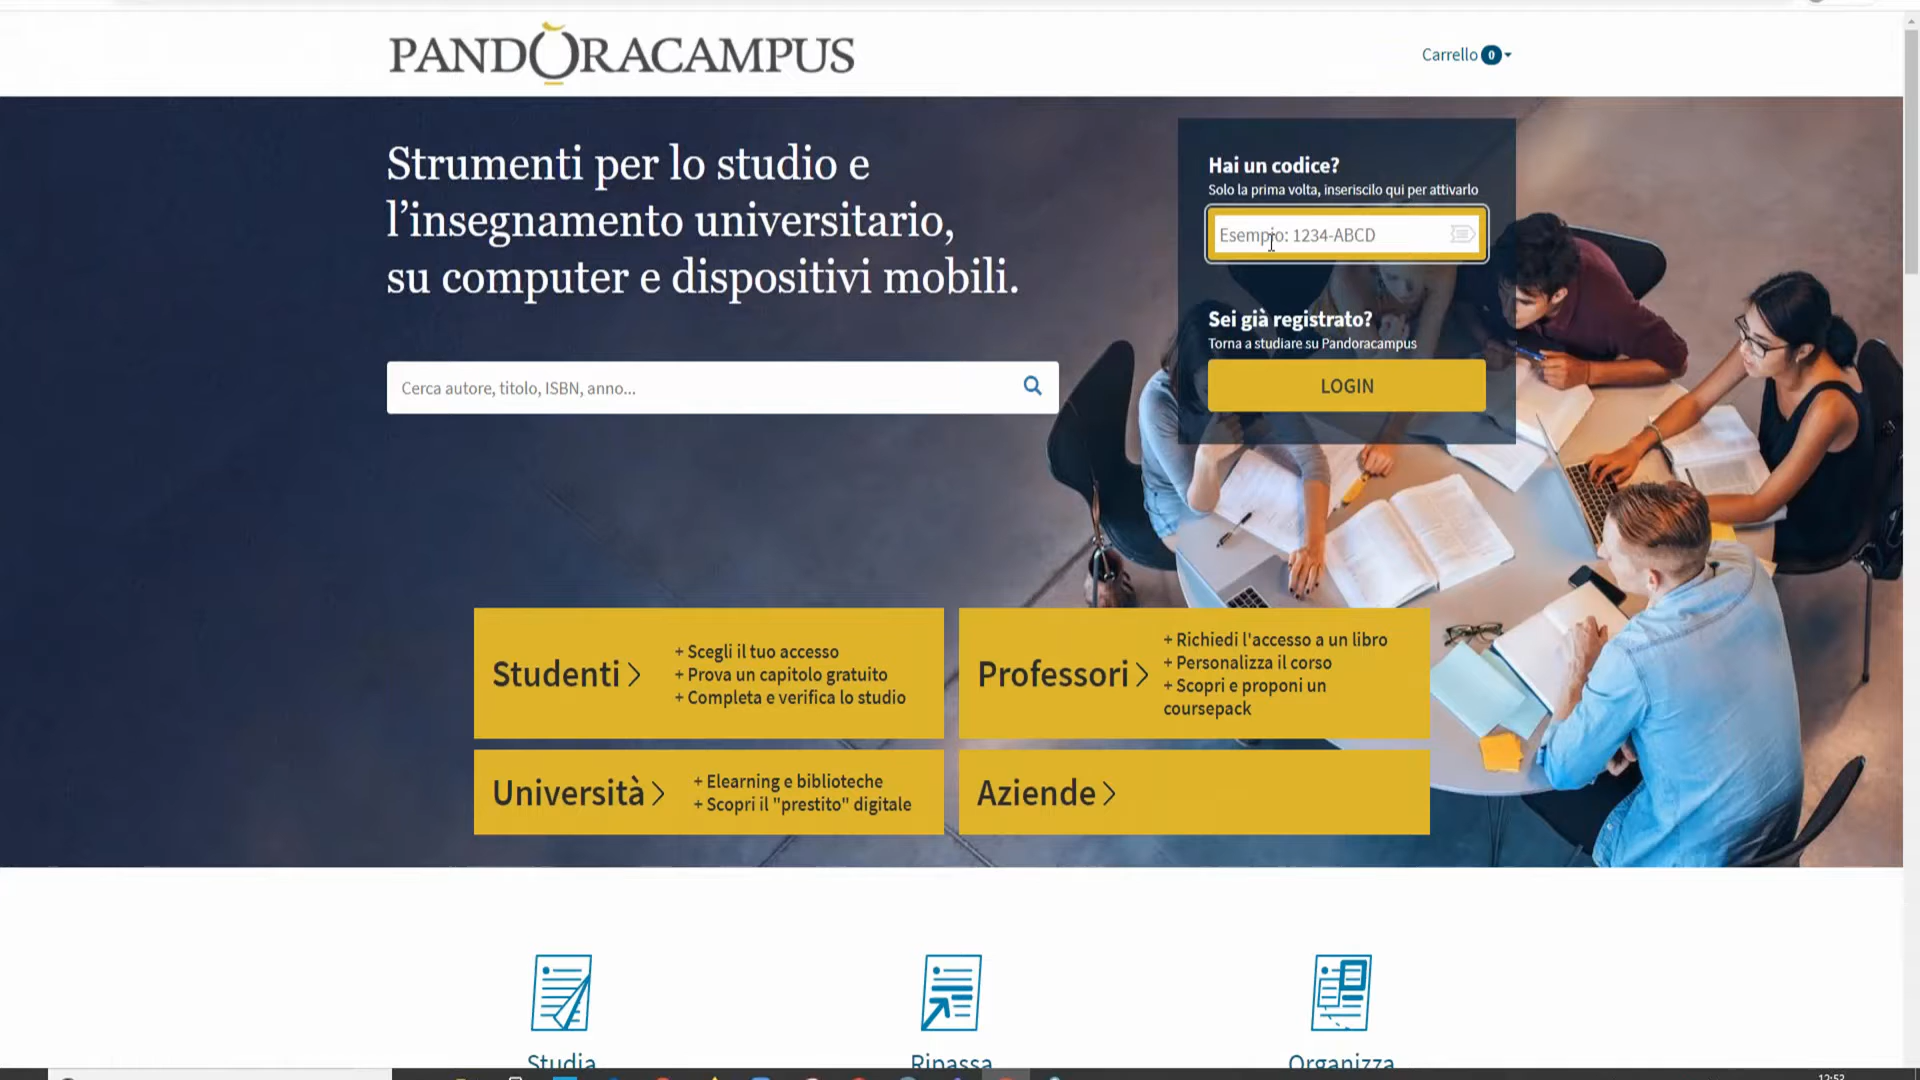 PANDORACAMPUS
Carrello 0
Strumenti per lo studio e
l’insegnamento universitario,
su computer e dispositivi mobili.
Cerca autore, titolo, ISBN, anno...
Hai un codice?
Solo la prima volta, inseriscilo qui per attivarlo
Esempio: 1234-ABCD
Sei già registrato?
Torna a studiare su Pandoracampus
LOGIN
Studenti
+ Scegli il tuo accesso
+ Prova un capitolo gratuito
+ Completa e verifica lo studio
Professori
+ Richiedi l'accesso a un libro
+ Personalizza il corso
+ Scopri e proponi un
coursepack
Università
+ Elearning e biblioteche
+ Scopri il "prestito" digitale
Aziende
Studia
Ripassa
Organizza
12:52